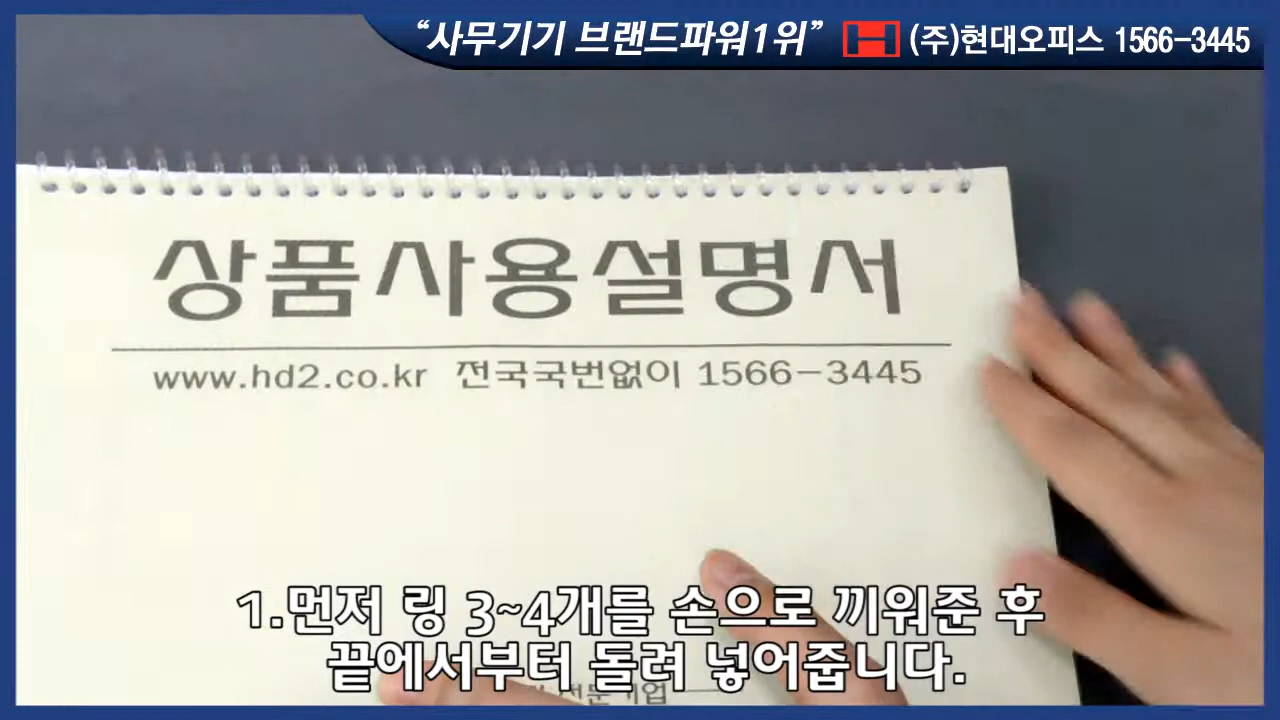 “사무기기 브랜드파워1위” (주)현대오피스 1566-3445
상품사용설명서
www.hd2.co.kr 전국국번없이 1566-3445
1.먼저 링 3~4개를 손으로 끼워준 후
끝에서부터 돌려 넣어줍니다.